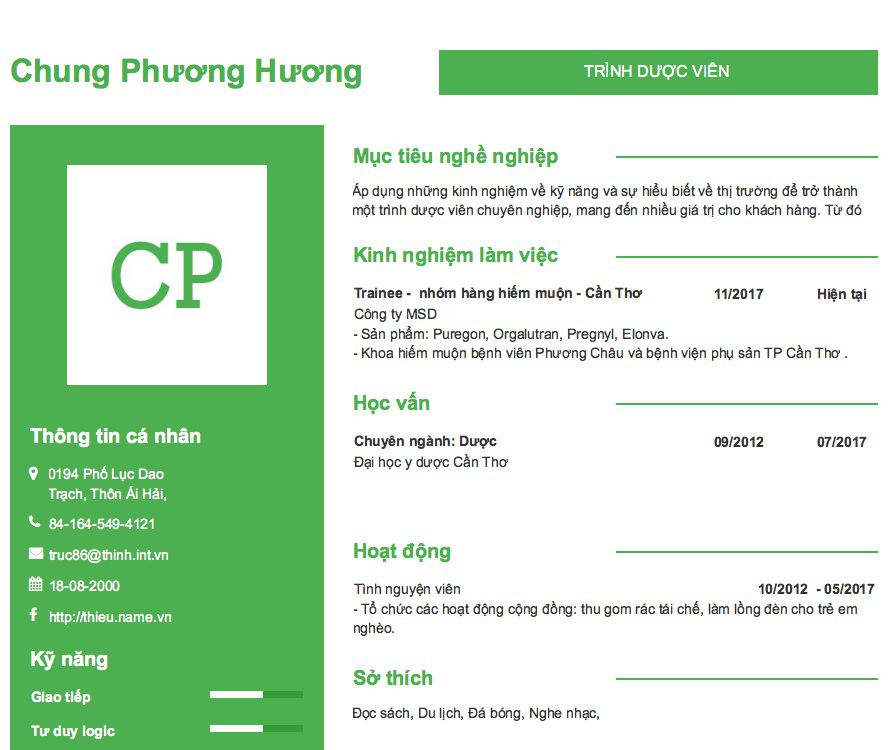 Chung Phương Hương
TRÌNH DƯỢC VIÊN
CP
Thông tin cá nhân
0194 Phố Lục Dao
Trạch, Thôn Ái Hải,
84-164-549-4121
truc86@thinh.int.vn
18-08-2000
http://thieu.name.vn
Kỹ năng
Giao tiếp
Tư duy logic
Mục tiêu nghề nghiệp
Áp dụng những kinh nghiệm về kỹ năng và sự hiểu biết về thị trường để trở thành
một trình dược viên chuyên nghiệp, mang đến nhiều giá trị cho khách hàng. Từ đó
Kinh nghiệm làm việc
Trainee - nhóm hàng hiếm muộn - Cần Thơ 11/2017 Hiện tại
Công ty MSD
- Sản phẩm: Puregon, Orgalutran, Pregnyl, Elonva.
- Khoa hiếm muộn bệnh viên Phương Châu và bệnh viện phụ sản TP Cần Thơ .
Học vấn
Chuyên ngành: Dược 09/2012 07/2017
Đại học y dược Cần Thơ
Hoạt động
Tình nguyện viên 10/2012 - 05/2017
- Tổ chức các hoạt động cộng đồng: thu gom rác tái chế, làm lồng đèn cho trẻ em
nghèo.
Sở thích
Đọc sách, Du lịch, Đá bóng, Nghe nhạc,